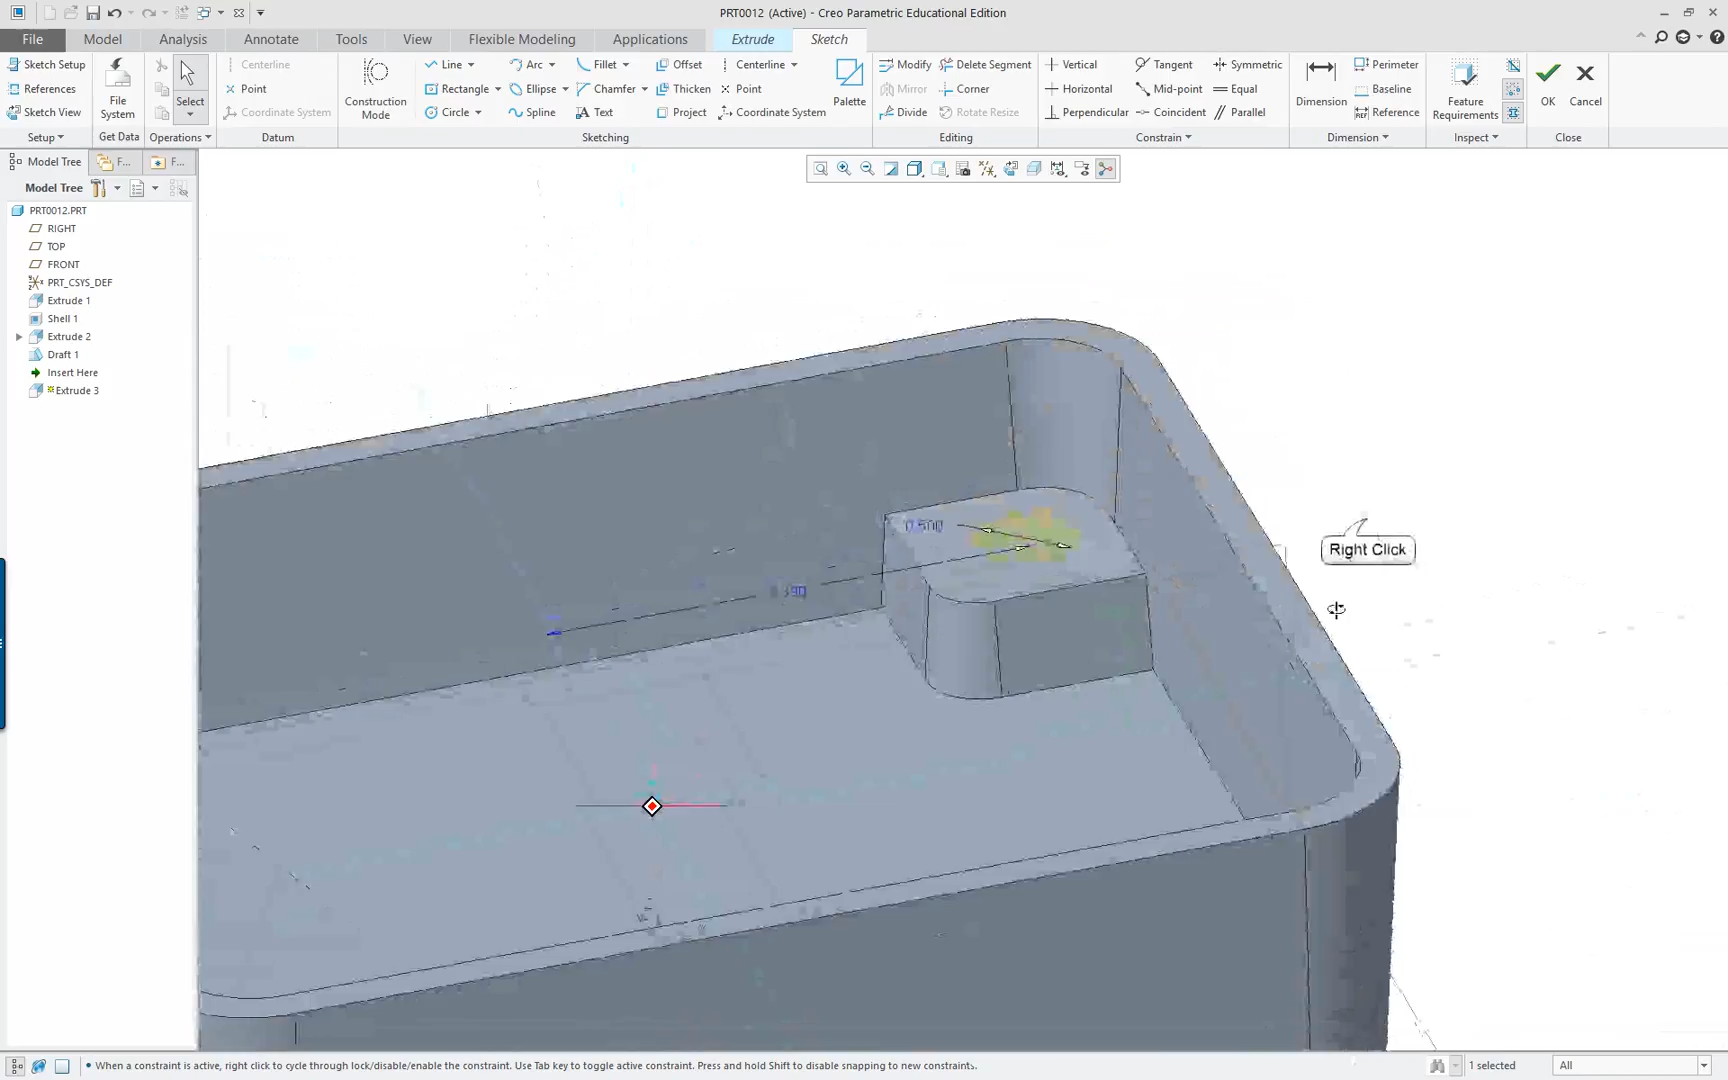 PRT0012 (Active) - Creo Parametric Educational Edition
File Model Analysis Annotate Tools View Flexible Modeling Applications Extrude Sketch
Sketch Setup
References
Sketch View
Setup
File System
Get Data
Select
Operations
Centerline
Point
Coordinate System
Datum
Construction Mode
Line
Rectangle
Circle
Arc
Ellipse
Spline
Fillet
Chamfer
Text
Offset
Thicken
Project
Centerline
Point
Coordinate System
Palette
Sketching
Modify
Mirror
Divide
Delete Segment
Corner
Rotate Resize
Editing
Vertical
Horizontal
Perpendicular
Tangent
Mid-point
Coincident
Symmetric
Equal
Parallel
Constrain
Dimension
Perimeter
Baseline
Reference
REF
Dimension
Feature Requirements
Inspect
OK
Cancel
Close
Model Tree
F...
F...
Model Tree
PRT0012.PRT
RIGHT
TOP
FRONT
PRT_CSYS_DEF
Extrude 1
Shell 1
Extrude 2
Draft 1
Insert Here
Extrude 3
0.500
Right Click
When a constraint is active, right click to cycle through lock/disable/enable the constraint. Use Tab key to toggle active constraint. Press and hold Shift to disable snapping to new constraints.
1 selected
All